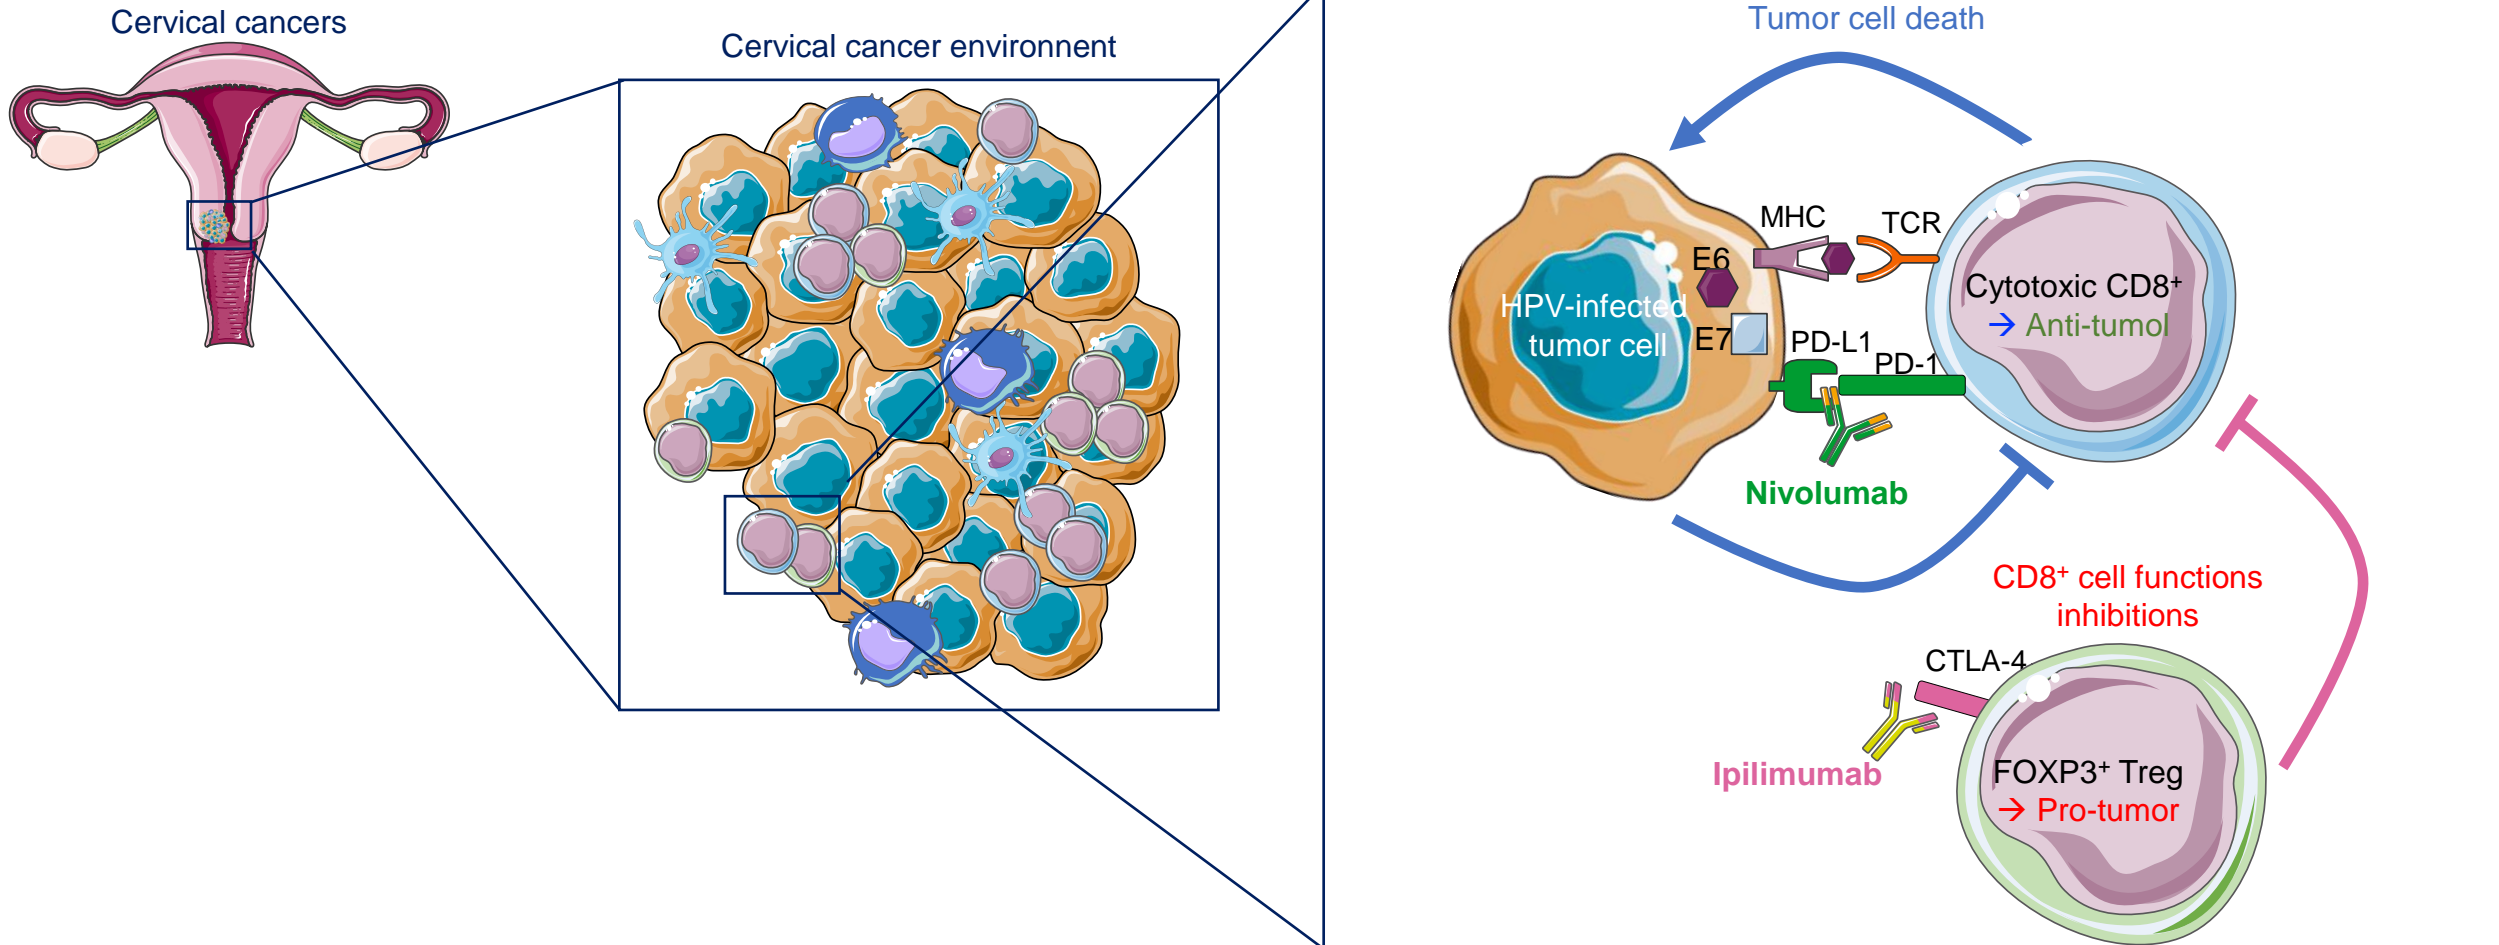 Cervical cancers
Cervical cancer environnent
Tumor cell death
MHC
TCR
E6
HPV-infected
tumor cell
E7
PD-L1
PD-1
Cytotoxic CD8⁺
→ Anti-tumol
Nivolumab
CD8⁺ cell functions
inhibitions
CTLA-4
Ipilimumab
FOXP3⁺ Treg
→ Pro-tumor